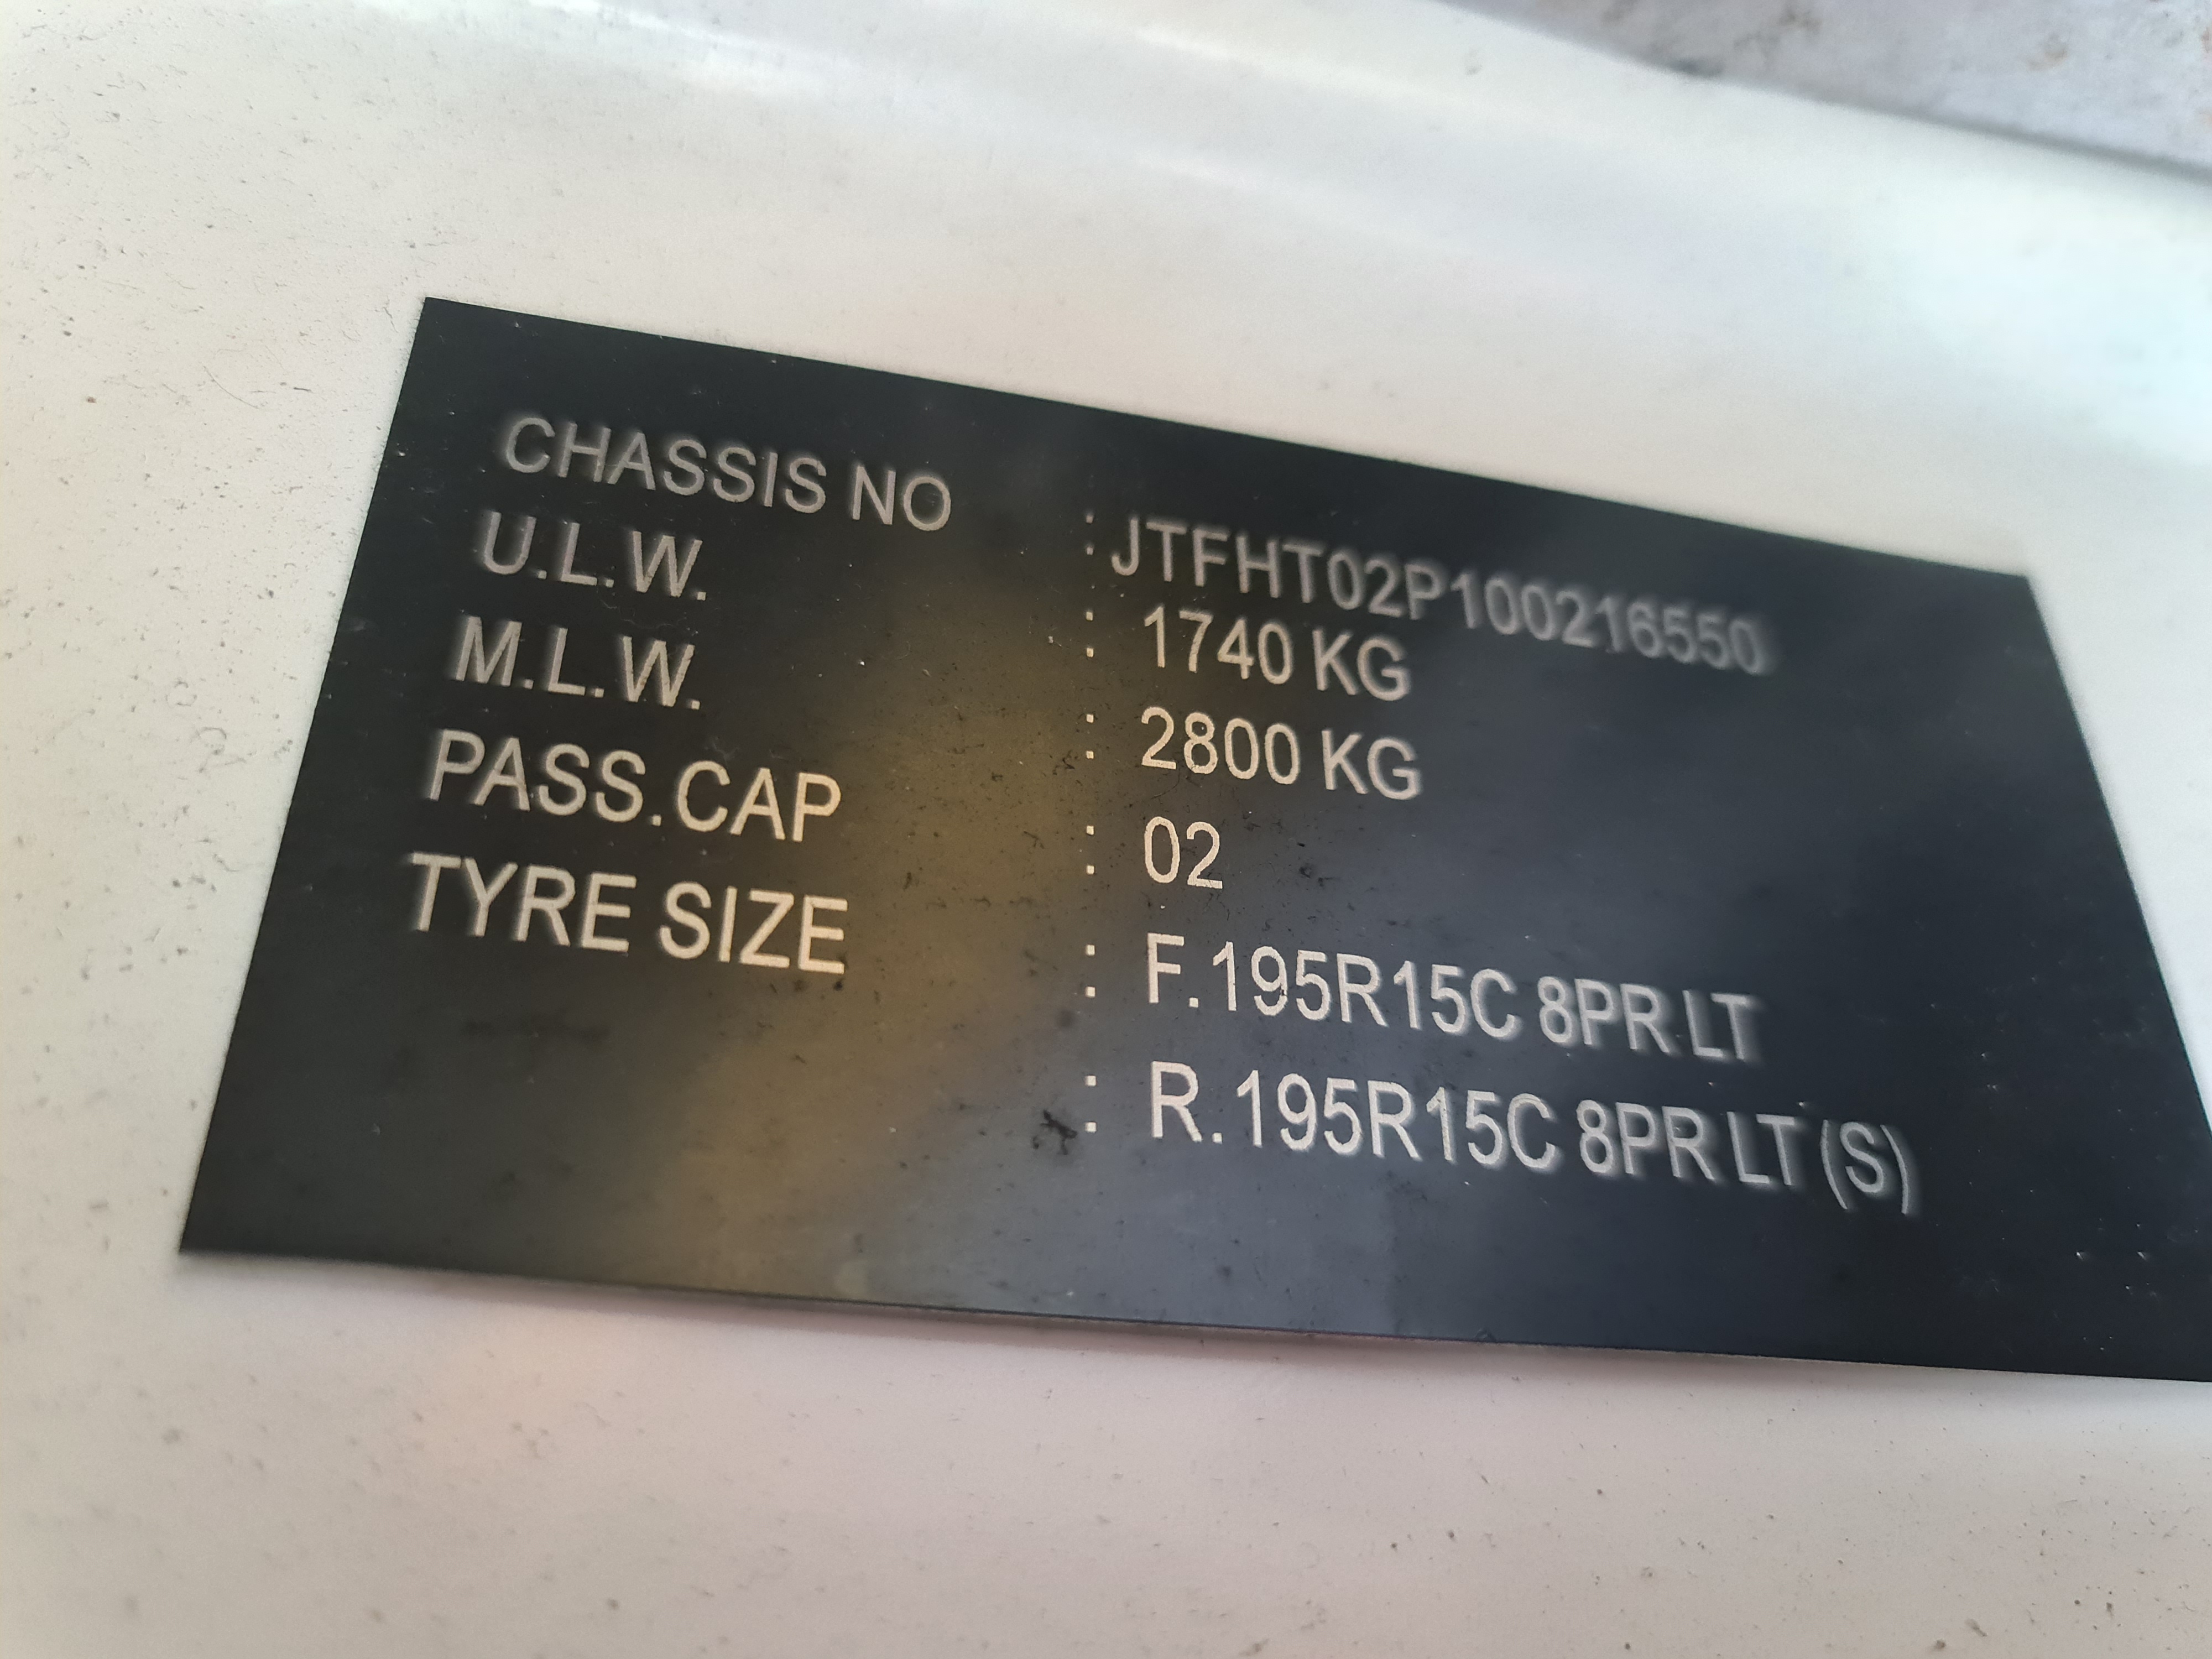 CHASSIS NO : JTFHT02P100216550
U.L.W. : 1740 KG
M.L.W. : 2800 KG
PASS.CAP : 02
TYRE SIZE : F.195R15C 8PR LT
: R.195R15C 8PR LT (S)